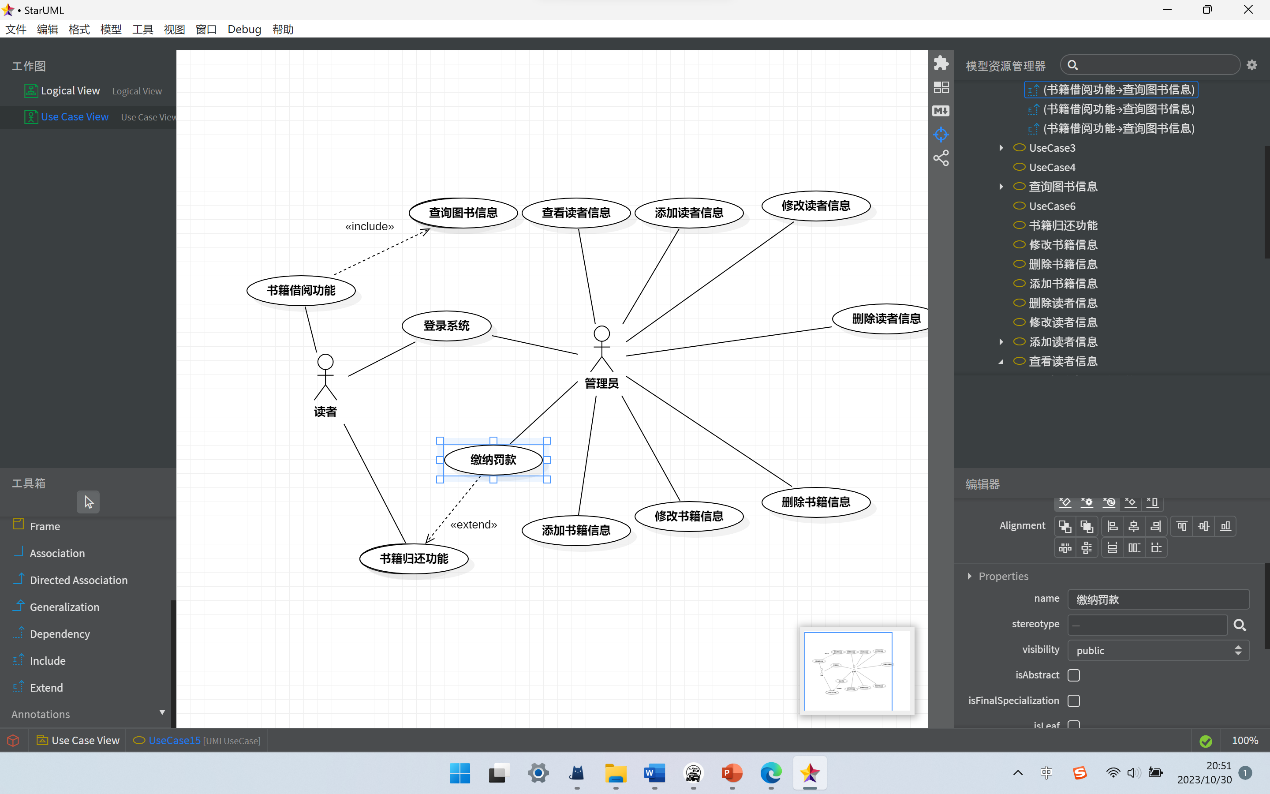 • StarUML
文件 编辑 格式 模型 工具 视图 窗口 Debug 帮助
工作图
Logical View Logical View
Use Case View Use Case View
工具箱
Frame
Association
Directed Association
Generalization
Dependency
Include
Extend
Annotations
查询图书信息
查看读者信息
添加读者信息
修改读者信息
«include»
书籍借阅功能
登录系统
删除读者信息
管理员
读者
缴纳罚款
«extend»
添加书籍信息
修改书籍信息
删除书籍信息
书籍归还功能
模型资源管理器
(书籍借阅功能→查询图书信息)
(书籍借阅功能→查询图书信息)
(书籍借阅功能→查询图书信息)
UseCase3
UseCase4
查询图书信息
UseCase6
书籍归还功能
修改书籍信息
删除书籍信息
添加书籍信息
删除读者信息
修改读者信息
添加读者信息
查看读者信息
编辑器
Alignment
Properties
name 缴纳罚款
stereotype —
visibility public
isAbstract
isFinalSpecialization
isLeaf
Use Case View UseCase15 [UMLUseCase] 100%
中 20:51
2023/10/30 1